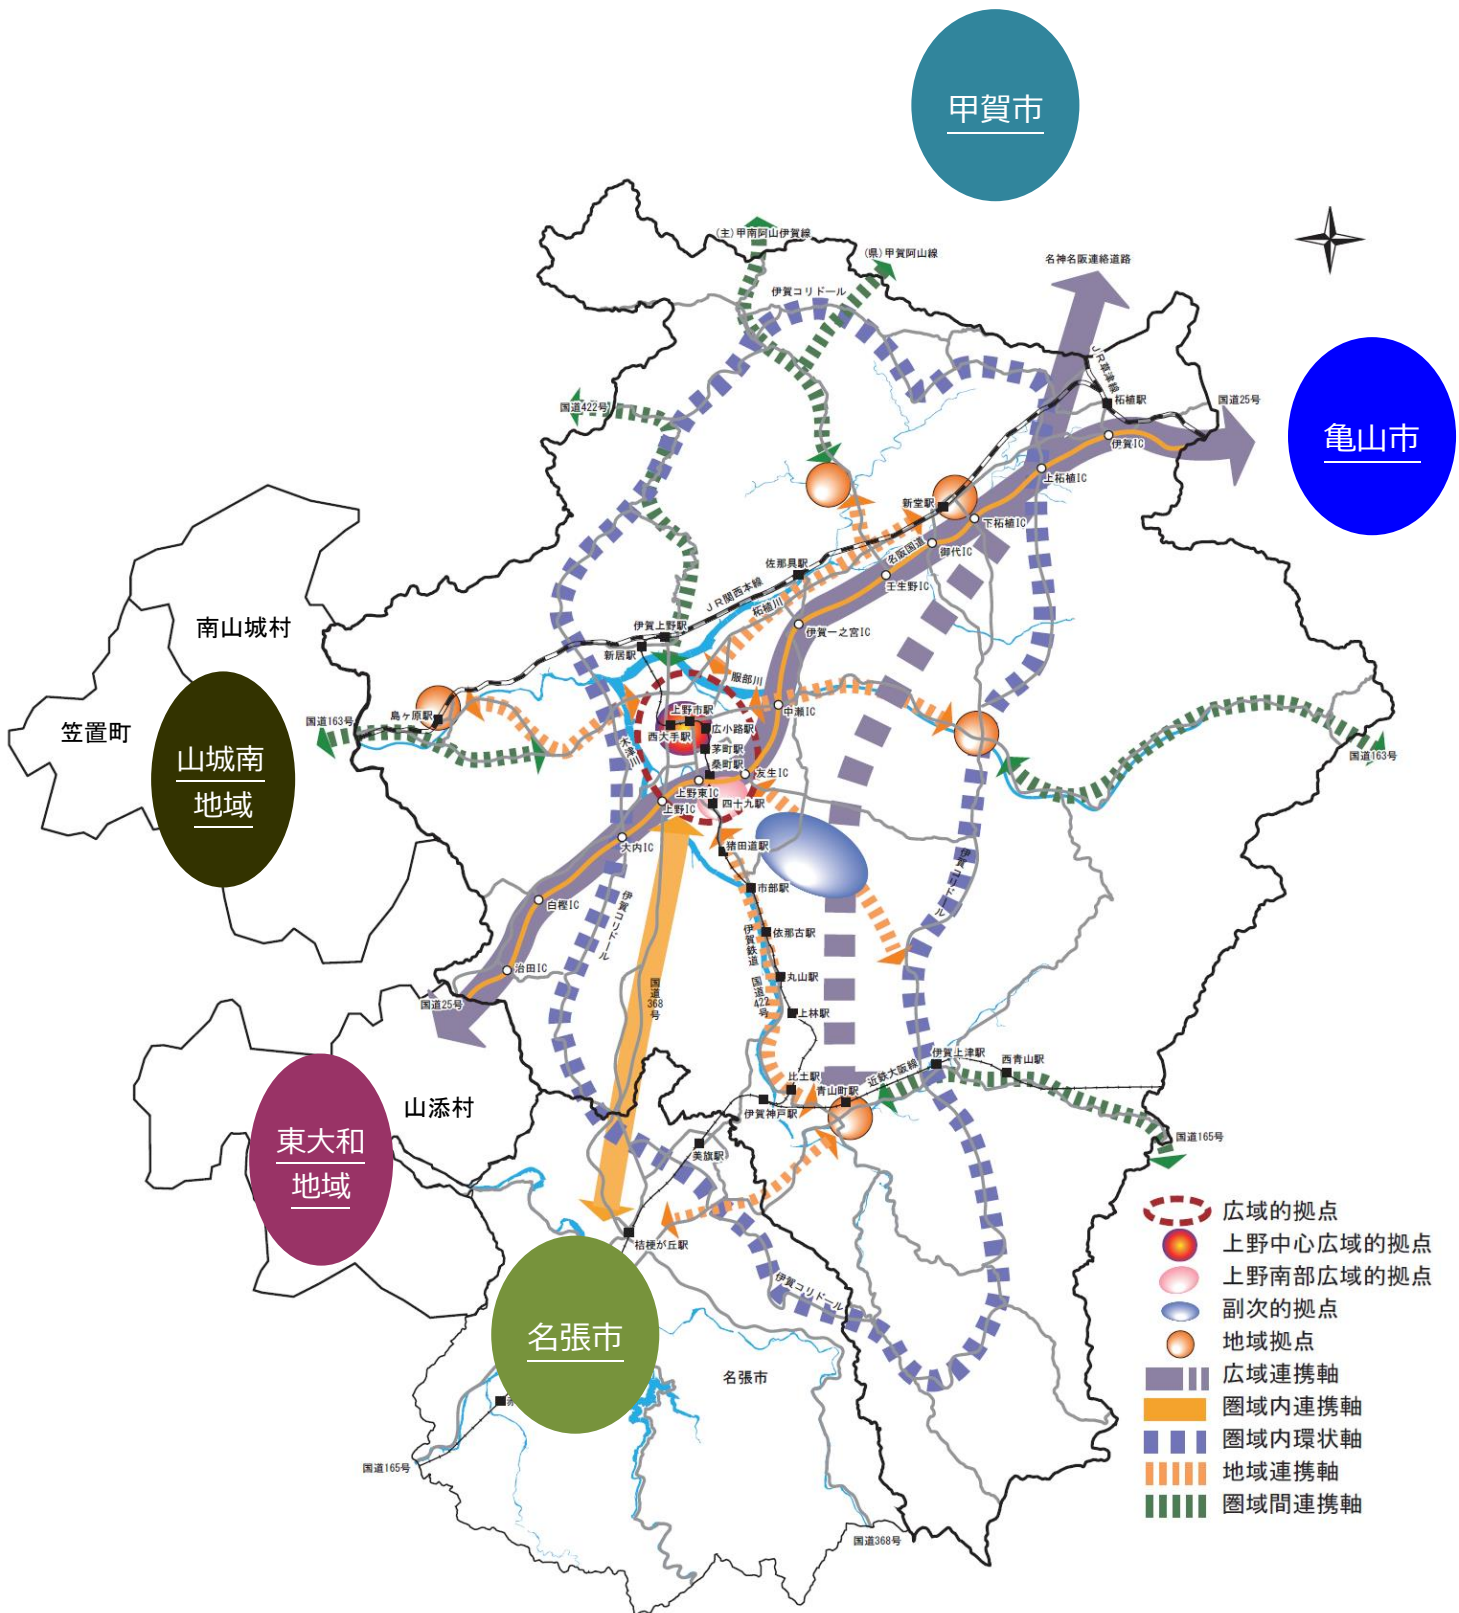 甲賀市
(主)甲南阿山伊賀線
(県)甲賀阿山線
名神名阪連絡道路
伊賀コリドール
JR草津線
柘植駅
国道25号
国道422号
亀山市
伊賀IC
上柘植IC
新堂駅
下柘植IC
名阪国道
御代IC
佐那具駅
壬生野IC
JR関西本線
柘植川
南山城村
伊賀上野駅
伊賀一之宮IC
新居駅
服部川
島ヶ原駅
国道163号
上野市駅
中瀬IC
笠置町
西大手駅
広小路駅
茅町駅
木津川
国道163号
山城南
地域
桑町駅
友生IC
上野東IC
上野IC
四十九駅
大内IC
猪田道駅
伊賀コリドール
市部駅
白樫IC
伊賀コリドール
依那古駅
伊賀鉄道
治田IC
丸山駅
国道25号
国道368号
国道422号
上林駅
伊賀上津駅
西青山駅
近鉄大阪線
比土駅
青山町駅
山添村
伊賀神戸駅
東大和
地域
国道165号
美旗駅
広域的拠点
桔梗が丘駅
上野中心広域的拠点
上野南部広域的拠点
伊賀コリドール
副次的拠点
名張市
地域拠点
名張市
広域連携軸
圏域内連携軸
圏域内環状軸
国道165号
地域連携軸
圏域間連携軸
国道368号